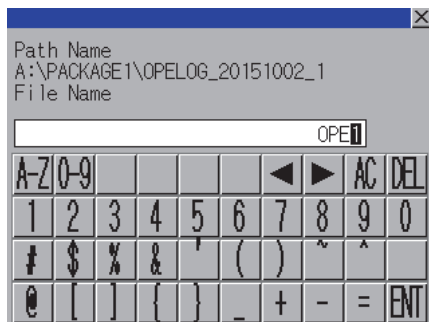 Path Name
A:\PACKAGE1\OPELOG_20151002_1
File Name
OPE1
A-Z 0-9 ◀ ▶ AC DEL
1 2 3 4 5 6 7 8 9 0
# $ % & ' ( ) ~ ^
@ [ ] { } _ + - = ENT